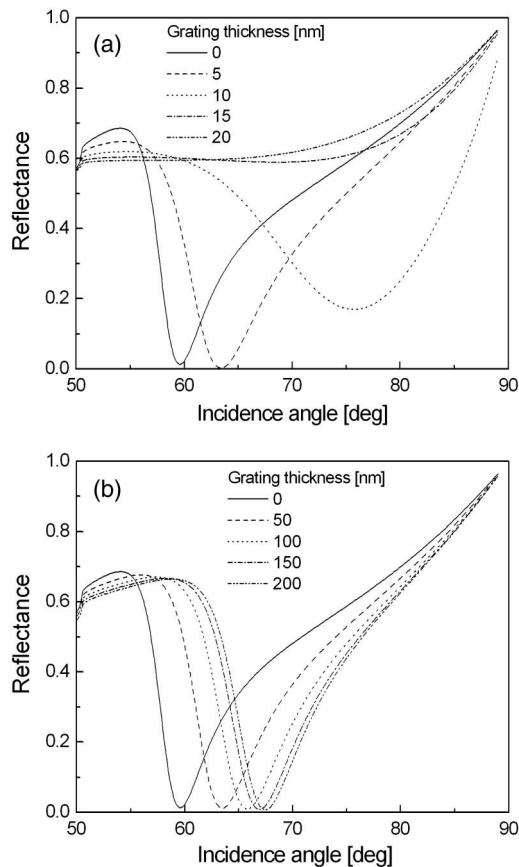 (a)
Grating thickness [nm]
0
5
10
15
20
1.0
0.8
0.6
0.4
0.2
0.0
Reflectance
50 60 70 80 90
Incidence angle [deg]
(b)
Grating thickness [nm]
0
50
100
150
200
1.0
0.8
0.6
0.4
0.2
0.0
Reflectance
50 60 70 80 90
Incidence angle [deg]